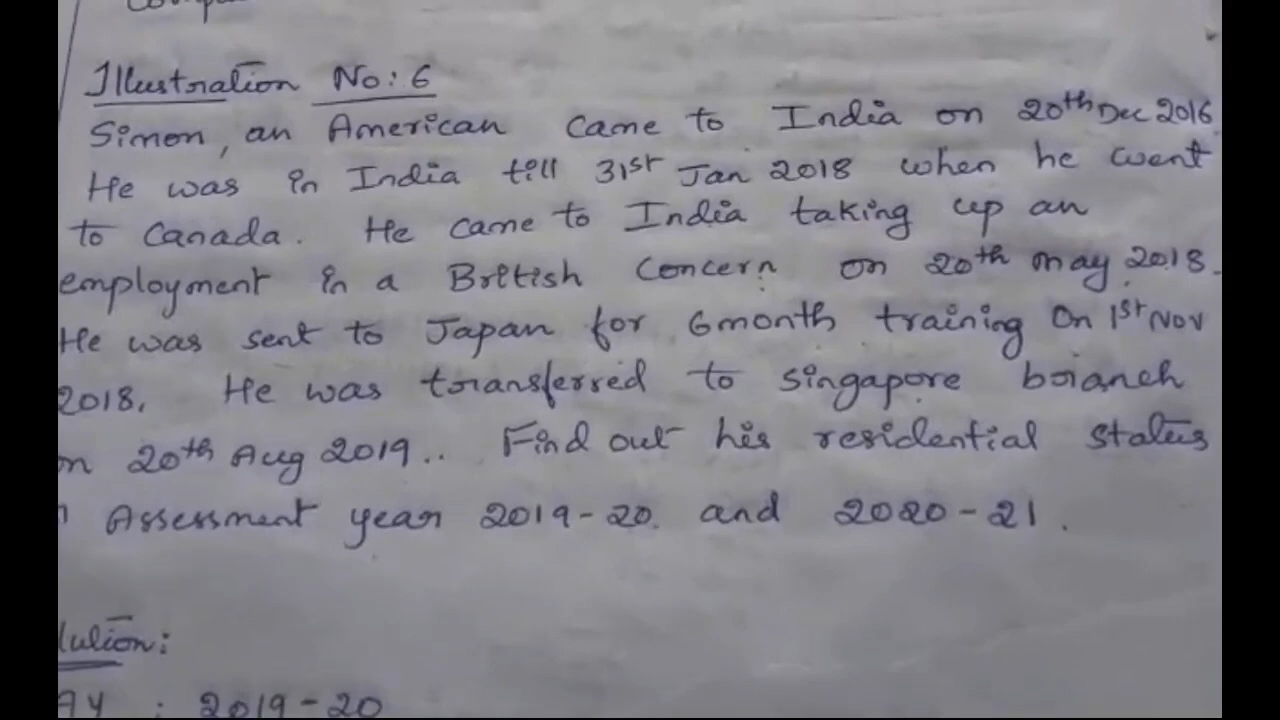 Illustration No: 6
Simon, an American came to India on 20th Dec 2016
He was in India till 31st Jan 2018 when he went
to Canada. He came to India taking up an
employment in a British Concern on 20th may 2018.
He was sent to Japan for 6month training On 1st Nov
2018. He was transferred to singapore branch
n 20th Aug 2019.. Find out his residential status
Assessment year 2019-20. and 2020-21.
lution:
AY : 2019-20